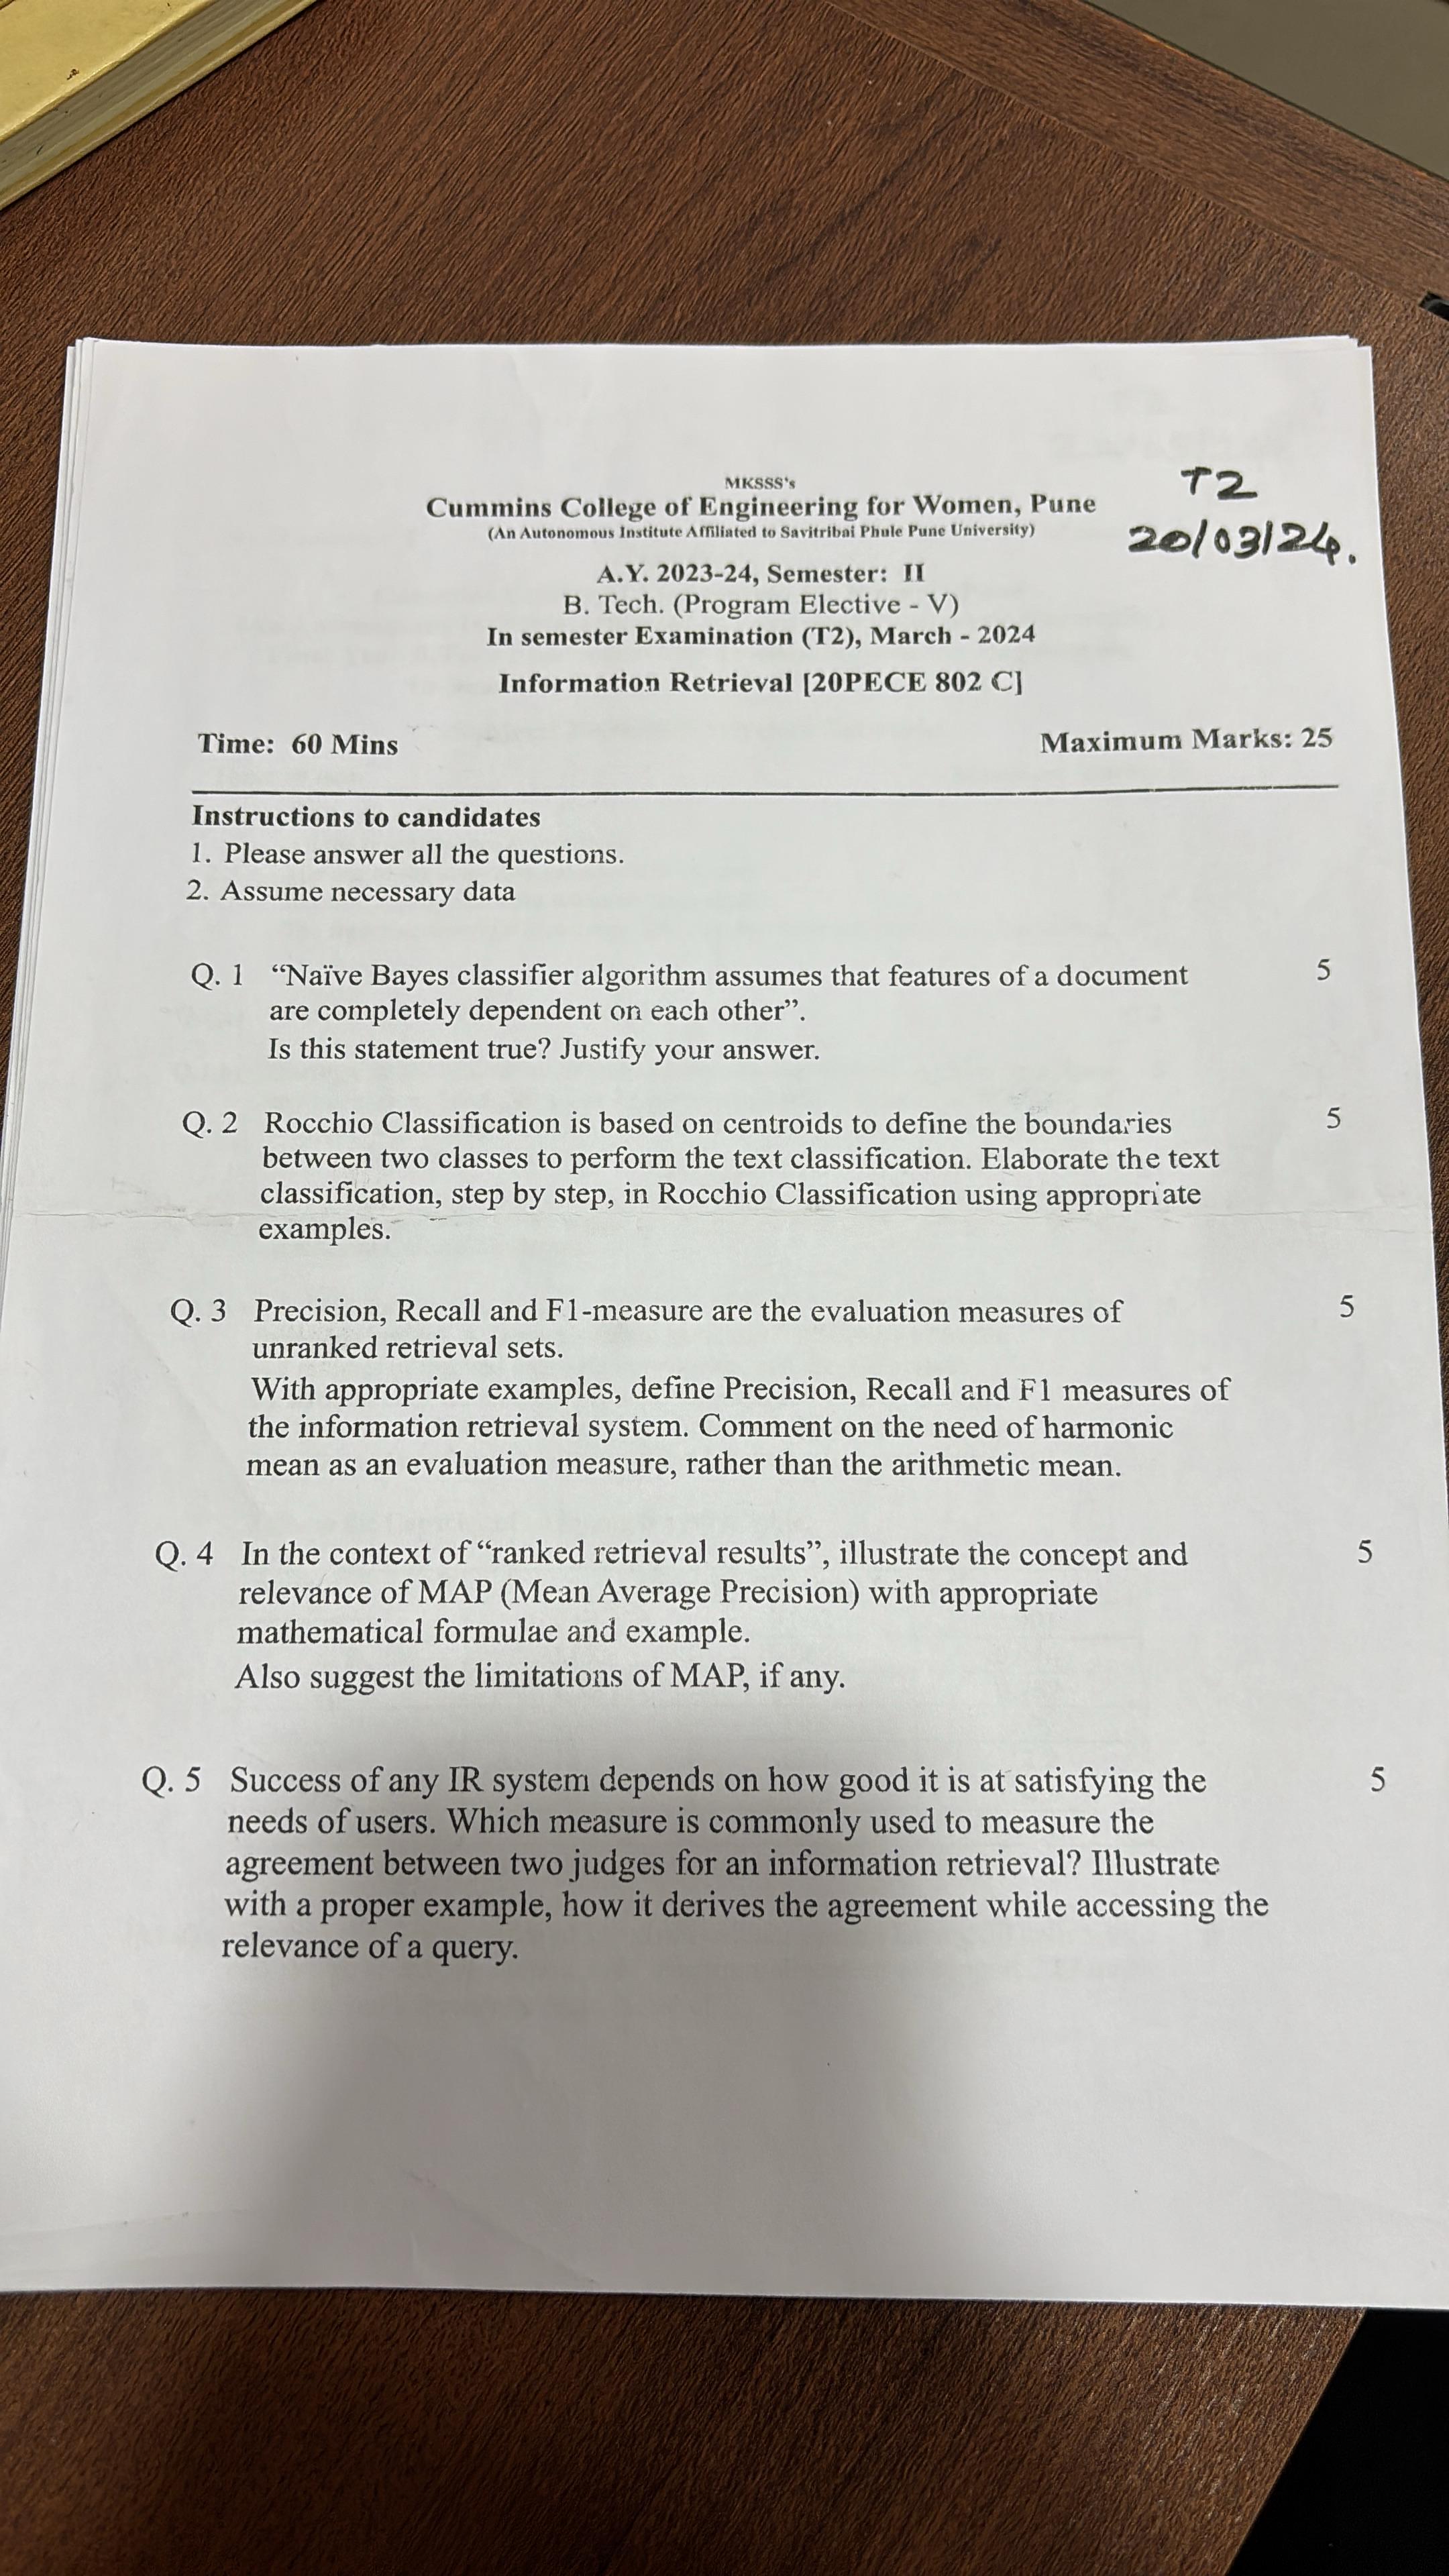 MKSSS's
Cummins College of Engineering for Women, Pune
(An Autonomous Institute Affiliated to Savitribai Phule Pune University)
T2
20/03/24.
A.Y. 2023-24, Semester: II
B. Tech. (Program Elective - V)
In semester Examination (T2), March - 2024
Information Retrieval [20PECE 802 C]
Time: 60 Mins Maximum Marks: 25
Instructions to candidates
1. Please answer all the questions.
2. Assume necessary data
Q. 1 “Naïve Bayes classifier algorithm assumes that features of a document 5
are completely dependent on each other”.
Is this statement true? Justify your answer.
Q. 2 Rocchio Classification is based on centroids to define the boundaries 5
between two classes to perform the text classification. Elaborate the text
classification, step by step, in Rocchio Classification using appropriate
examples.
Q. 3 Precision, Recall and F1-measure are the evaluation measures of 5
unranked retrieval sets.
With appropriate examples, define Precision, Recall and F1 measures of
the information retrieval system. Comment on the need of harmonic
mean as an evaluation measure, rather than the arithmetic mean.
Q. 4 In the context of “ranked retrieval results”, illustrate the concept and 5
relevance of MAP (Mean Average Precision) with appropriate
mathematical formulae and example.
Also suggest the limitations of MAP, if any.
Q. 5 Success of any IR system depends on how good it is at satisfying the 5
needs of users. Which measure is commonly used to measure the
agreement between two judges for an information retrieval? Illustrate
with a proper example, how it derives the agreement while accessing the
relevance of a query.